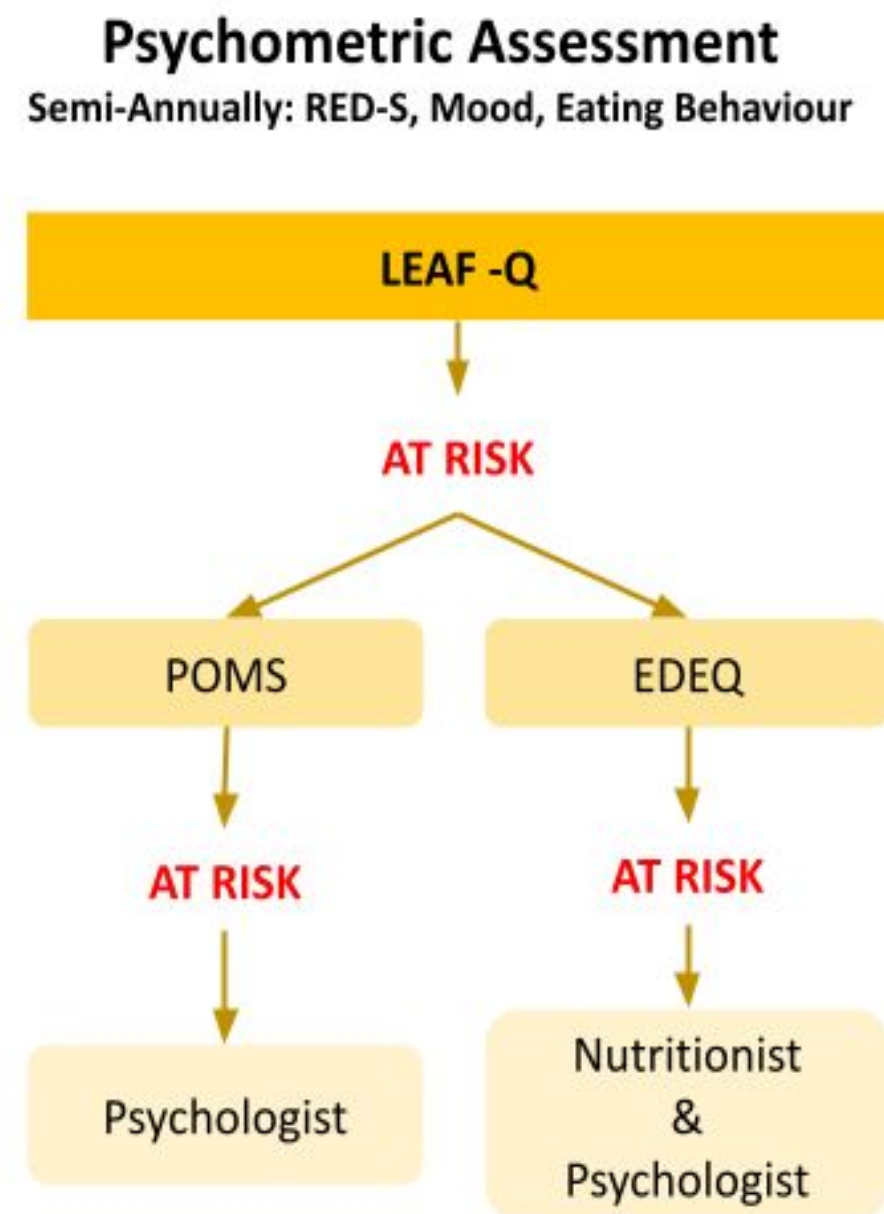 Psychometric Assessment
Semi-Annually: RED-S, Mood, Eating Behaviour
LEAF -Q
AT RISK
POMS
EDEQ
AT RISK
AT RISK
Psychologist
Nutritionist
&
Psychologist